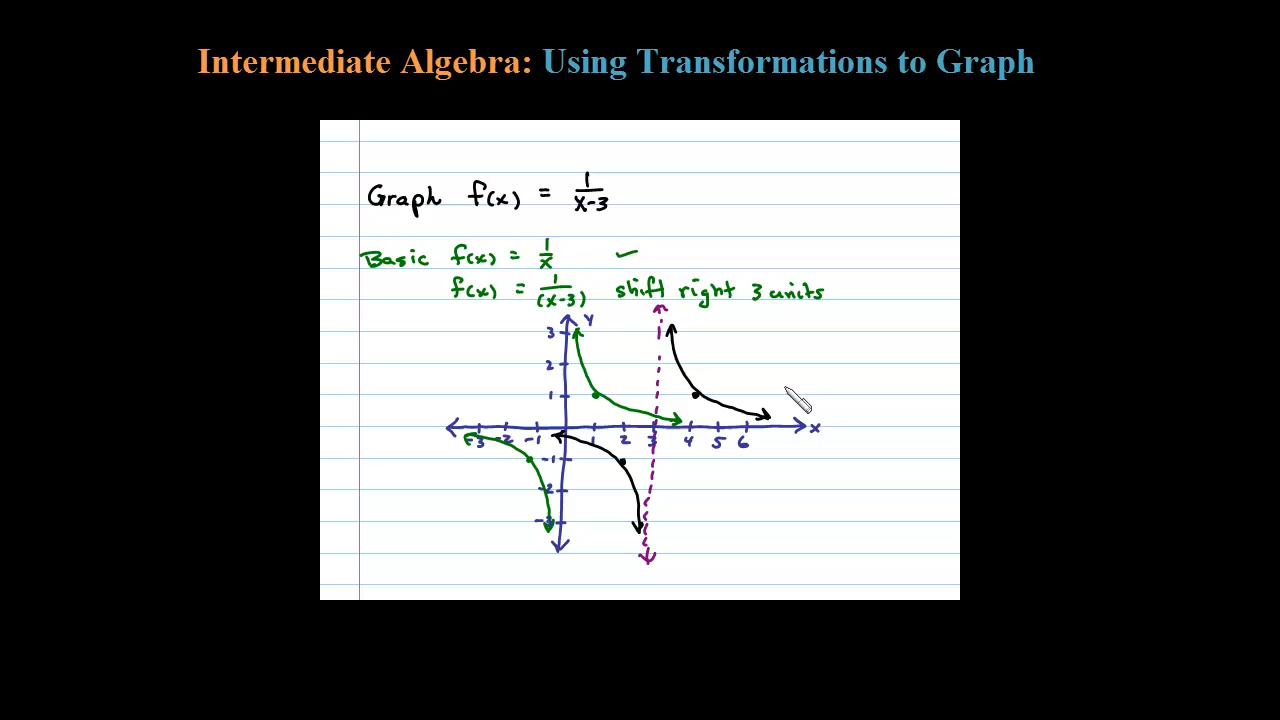 Intermediate Algebra: Using Transformations to Graph
Graph f(x) = 1/x-3
Basic f(x) = 1/x ✓
f(x) = 1/(x-3) shift right 3 units
Y
3
2
1
-3 -2 -1 1 2 3 4 5 6 x
-1
-2
-3